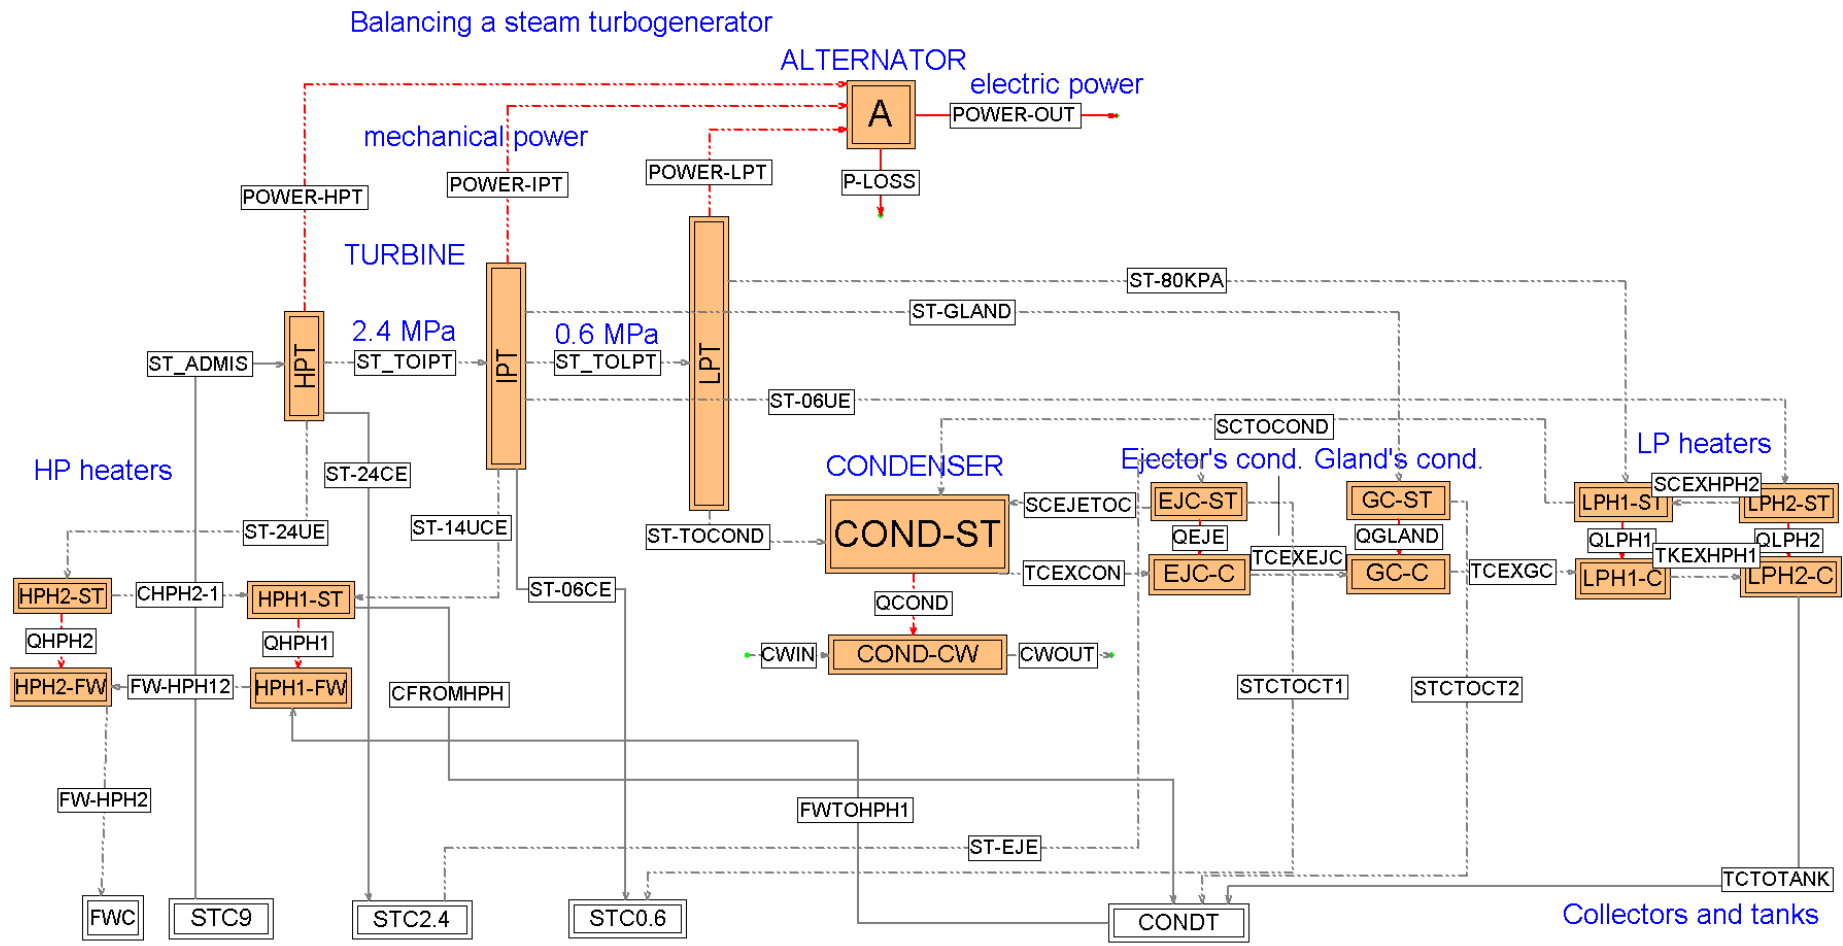 Balancing a steam turbogenerator
ALTERNATOR
electric power
A
POWER-OUT
mechanical power
POWER-HPT
POWER-IPT
POWER-LPT
P-LOSS
TURBINE
ST-80KPA
ST-GLAND
2.4 MPa
0.6 MPa
ST_ADMIS
HPT
ST_TOIPT
IPT
ST_TOLPT
LPT
ST-06UE
SCTOCOND
HP heaters
ST-24CE
CONDENSER
Ejector's cond.
Gland's cond.
LP heaters
ST-24UE
ST-14UCE
ST-TOCOND
COND-ST
SCEJETOC
EJC-ST
GC-ST
LPH1-ST
SCEXHPH2
LPH2-ST
QEJE
QGLAND
QLPH1
QLPH2
TCEXCON
EJC-C
TCEXEJC
GC-C
TCEXGC
LPH1-C
TKEXHPH1
LPH2-C
HPH2-ST
CHPH2-1
HPH1-ST
ST-06CE
QCOND
QHPH2
QHPH1
CWIN
COND-CW
CWOUT
HPH2-FW
FW-HPH12
HPH1-FW
CFROMHPH
STCTOCT1
STCTOCT2
FW-HPH2
FWTOHPH1
ST-EJE
TCTOTANK
FWC
STC9
STC2.4
STC0.6
CONDT
Collectors and tanks